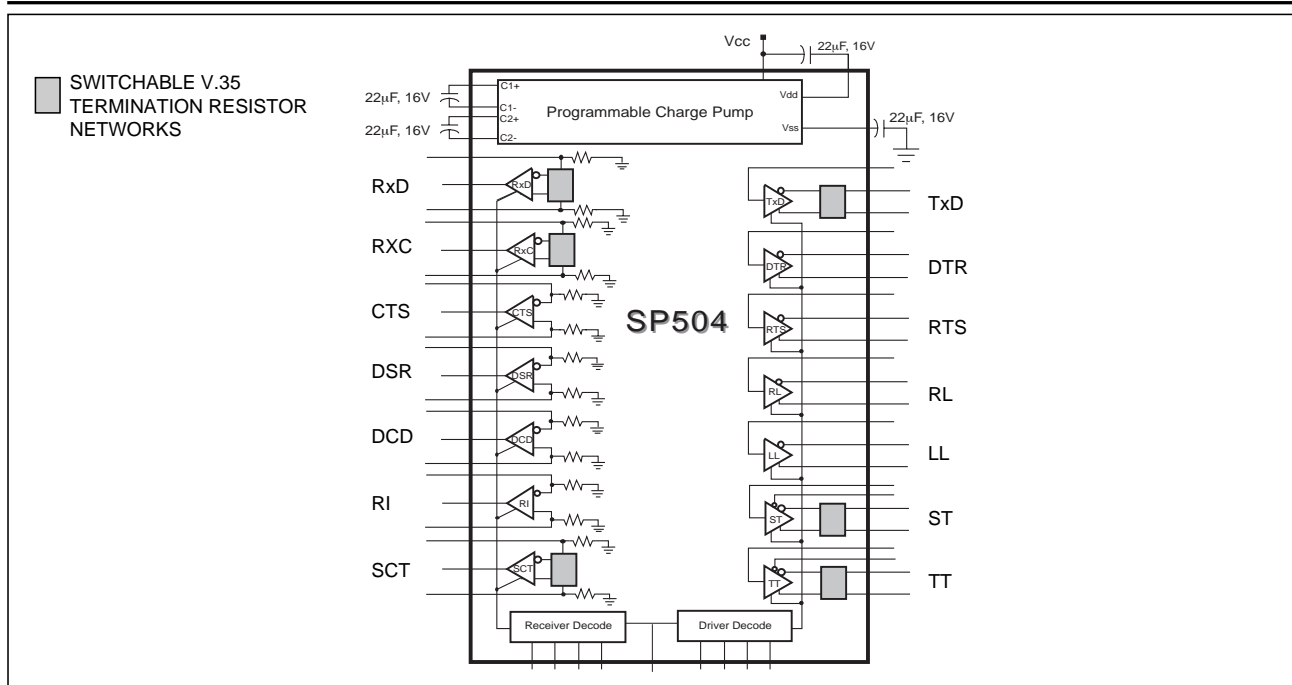 SWITCHABLE V.35
TERMINATION RESISTOR
NETWORKS
Vcc
22µF, 16V
C1+
22µF, 16V
C1-
C2+
22µF, 16V
C2-
Programmable Charge Pump
Vdd
Vss
22µF, 16V
RxD
RxD
TxD
TxD
RXC
RxC
DTR
DTR
CTS
CTS
SP504
RTS
RTS
DSR
DSR
RL
RL
DCD
DCD
LL
LL
RI
RI
ST
ST
SCT
SCT
TT
TT
Receiver Decode
Driver Decode